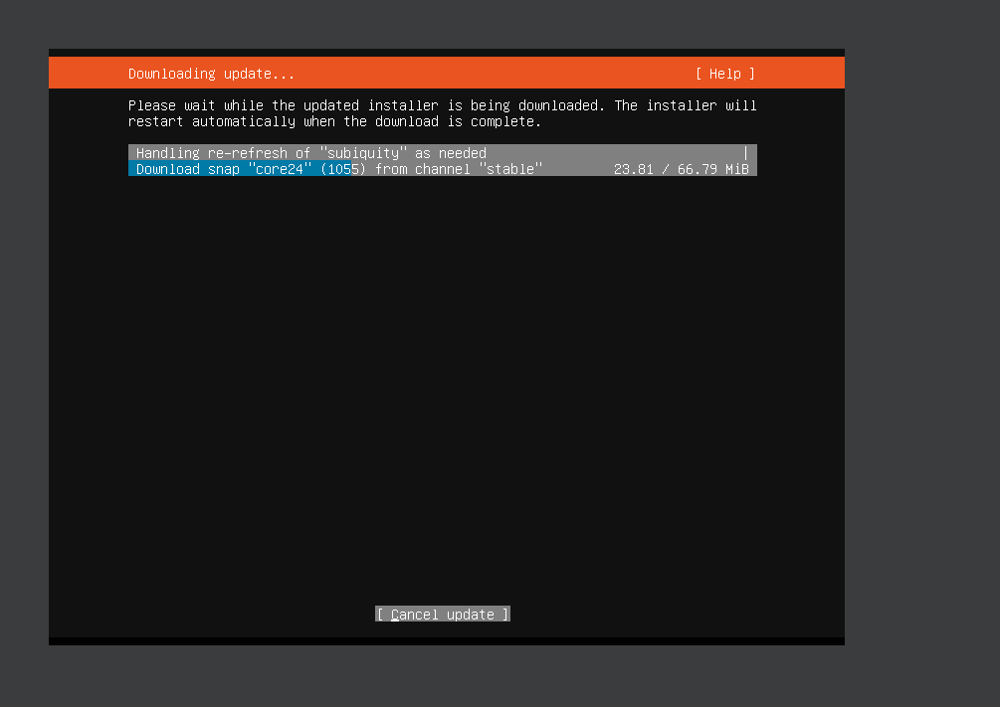 Downloading update... [ Help ]
Please wait while the updated installer is being downloaded. The installer will
restart automatically when the download is complete.
Handling re-refresh of "subiquity" as needed |
Download snap "core24" (1055) from channel "stable" 23.81 / 66.79 MiB
[ Cancel update ]